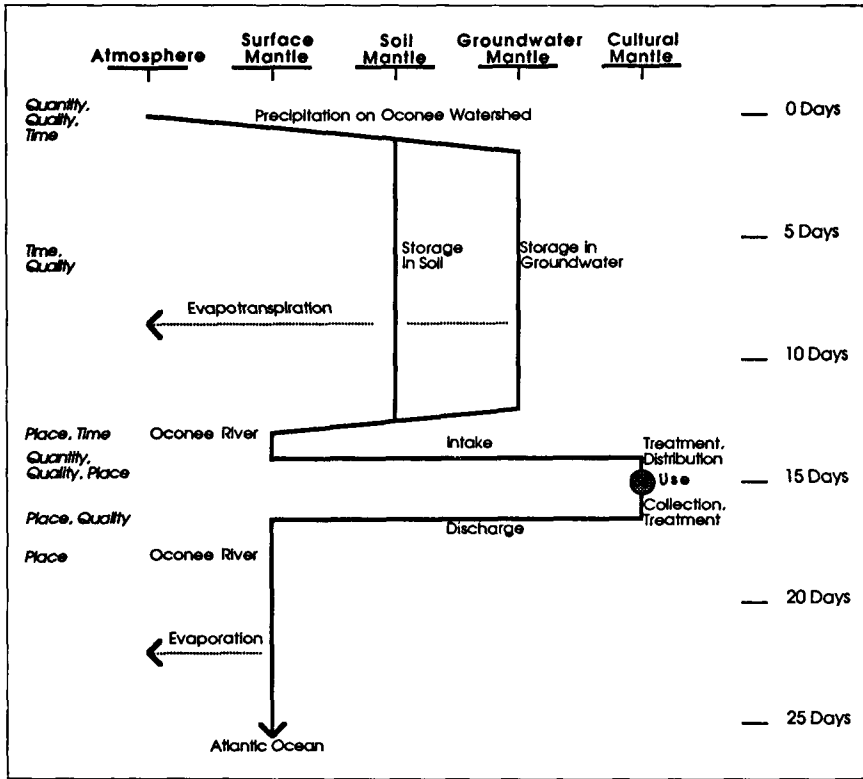 Atmosphere
Surface
Mantle
Soil
Mantle
Groundwater
Mantle
Cultural
Mantle
Quantity,
Quality,
Time
Precipitation on Oconee Watershed
0 Days
5 Days
Time,
Quality
Storage
in Soil
Storage in
Groundwater
Evapotranspiration
10 Days
Place, Time
Oconee River
Quantity,
Quality, Place
Intake
Treatment,
Distribution
Use
15 Days
Place, Quality
Discharge
Collection,
Treatment
Place
Oconee River
20 Days
Evaporation
25 Days
Atlantic Ocean